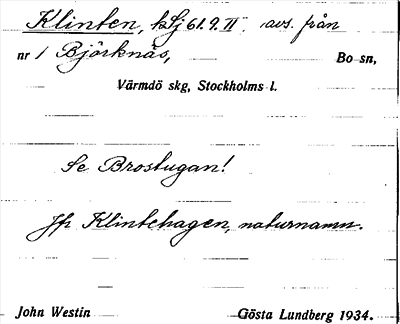 Klinten, kSj 61.9.II, avs. från
nr 1 Björknäs, Bo sn,
Värmdö skg, Stockholms l.
Se Brostugan!
Jfr Klintehagen, naturnamn.
John Westin Gösta Lundberg 1934.